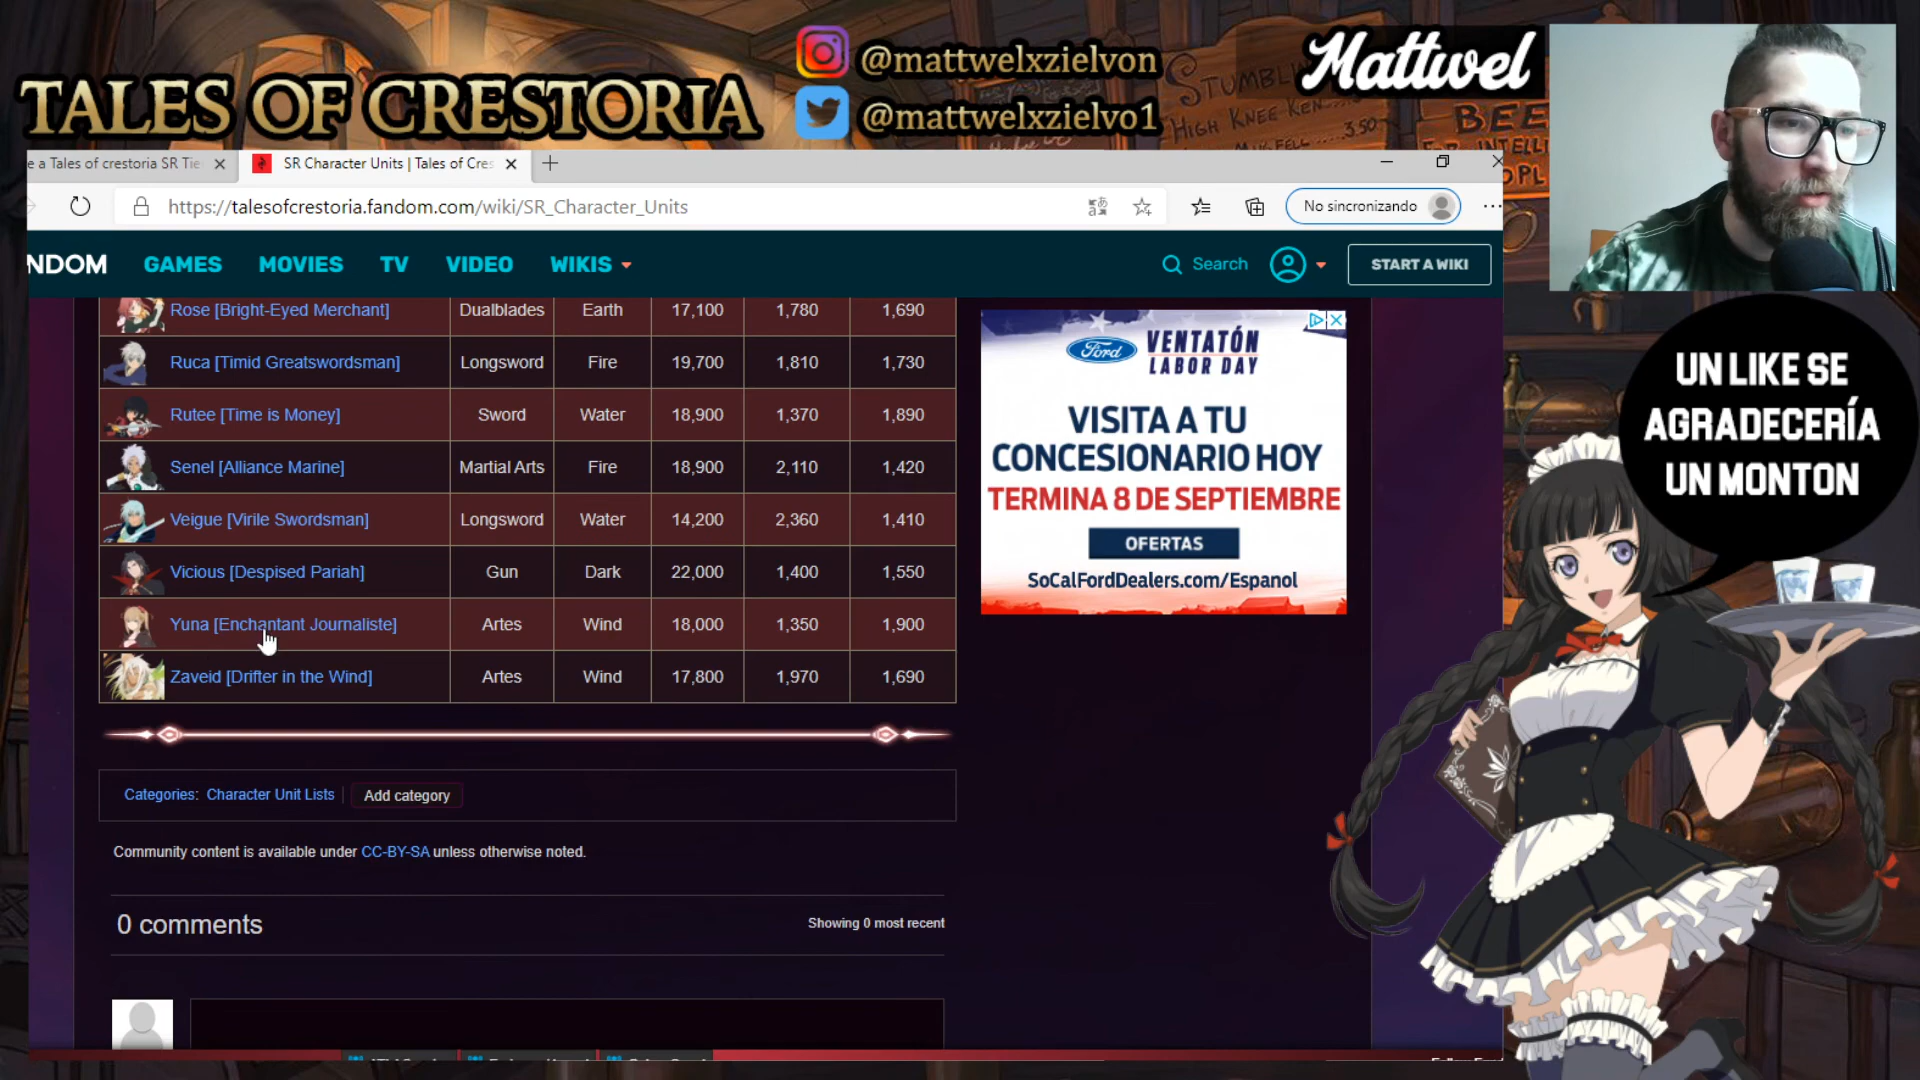 TALES OF CRESTORIA
@mattwelxzielvon
@mattwelxzielvo1
STUMBL
HIGH KNEE KEN 3.50
BEE
Mattwel
e a Tales of crestoria SR Tie
SR Character Units | Tales of Cres
https://talesofcrestoria.fandom.com/wiki/SR_Character_Units
No sincronizando
NDOM
GAMES
MOVIES
TV
VIDEO
WIKIS
Search
START A WIKI
Rose [Bright-Eyed Merchant] Dualblades Earth 17,100 1,780 1,690
Ruca [Timid Greatswordsman] Longsword Fire 19,700 1,810 1,730
Rutee [Time is Money] Sword Water 18,900 1,370 1,890
Senel [Alliance Marine] Martial Arts Fire 18,900 2,110 1,420
Veigue [Virile Swordsman] Longsword Water 14,200 2,360 1,410
Vicious [Despised Pariah] Gun Dark 22,000 1,400 1,550
Yuna [Enchantant Journaliste] Artes Wind 18,000 1,350 1,900
Zaveid [Drifter in the Wind] Artes Wind 17,800 1,970 1,690
Ford
VENTATÓN
LABOR DAY
VISITA A TU
CONCESIONARIO HOY
TERMINA 8 DE SEPTIEMBRE
OFERTAS
SoCalFordDealers.com/Espanol
UN LIKE SE
AGRADECERÍA
UN MONTON
Categories: Character Unit Lists
Add category
Community content is available under CC-BY-SA unless otherwise noted.
0 comments
Showing 0 most recent